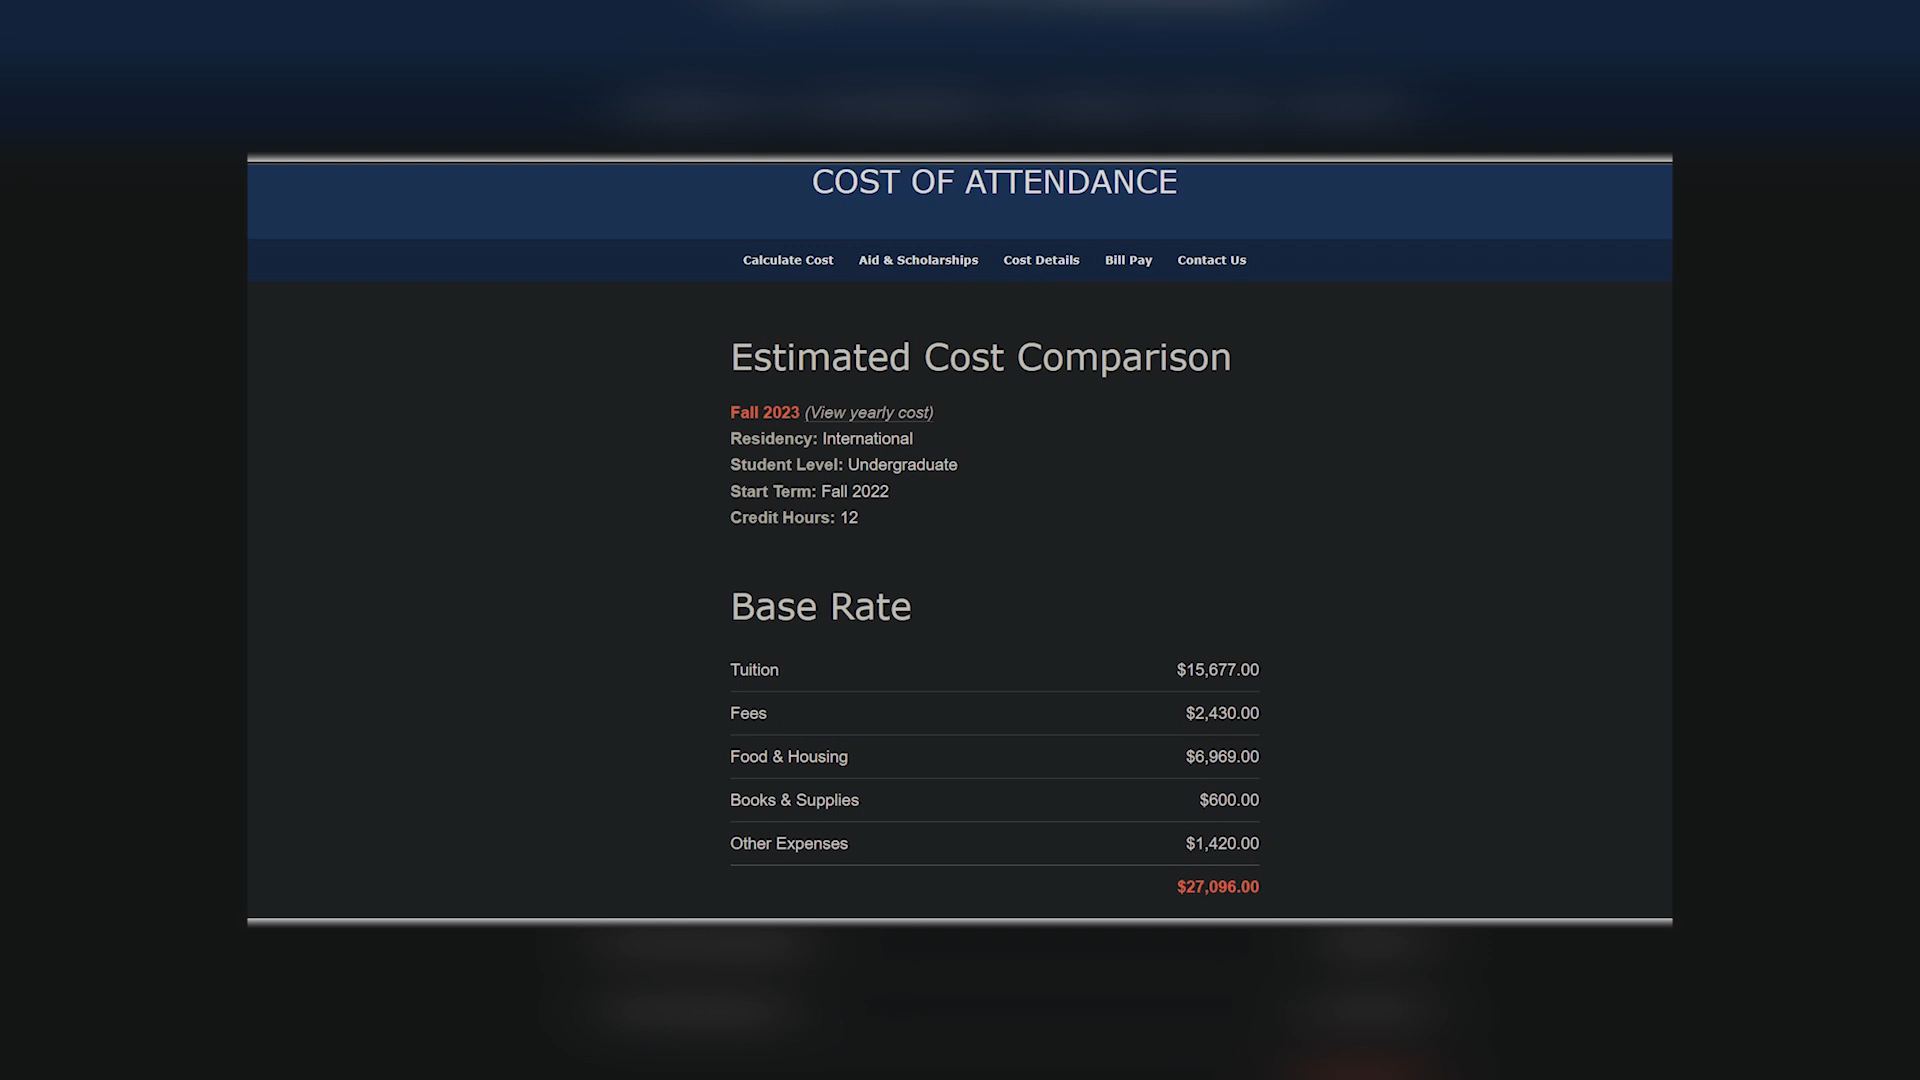 COST OF ATTENDANCE
Calculate Cost Aid & Scholarships Cost Details Bill Pay Contact Us
Estimated Cost Comparison
Fall 2023 (View yearly cost)
Residency: International
Student Level: Undergraduate
Start Term: Fall 2022
Credit Hours: 12
Base Rate
Tuition $15,677.00
Fees $2,430.00
Food & Housing $6,969.00
Books & Supplies $600.00
Other Expenses $1,420.00
$27,096.00